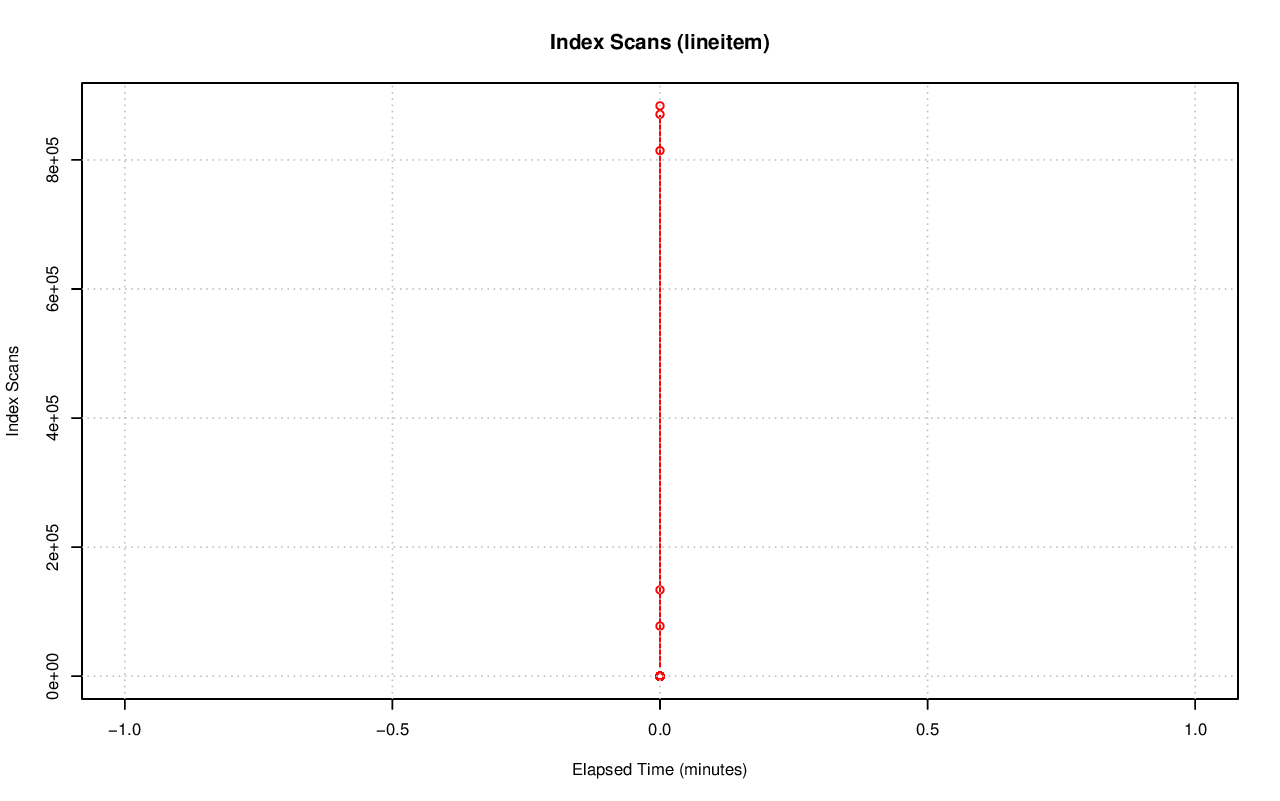 Index Scans (lineitem)
Index Scans
8e+05
6e+05
4e+05
2e+05
0e+00
−1.0
−0.5
0.0
0.5
1.0
Elapsed Time (minutes)